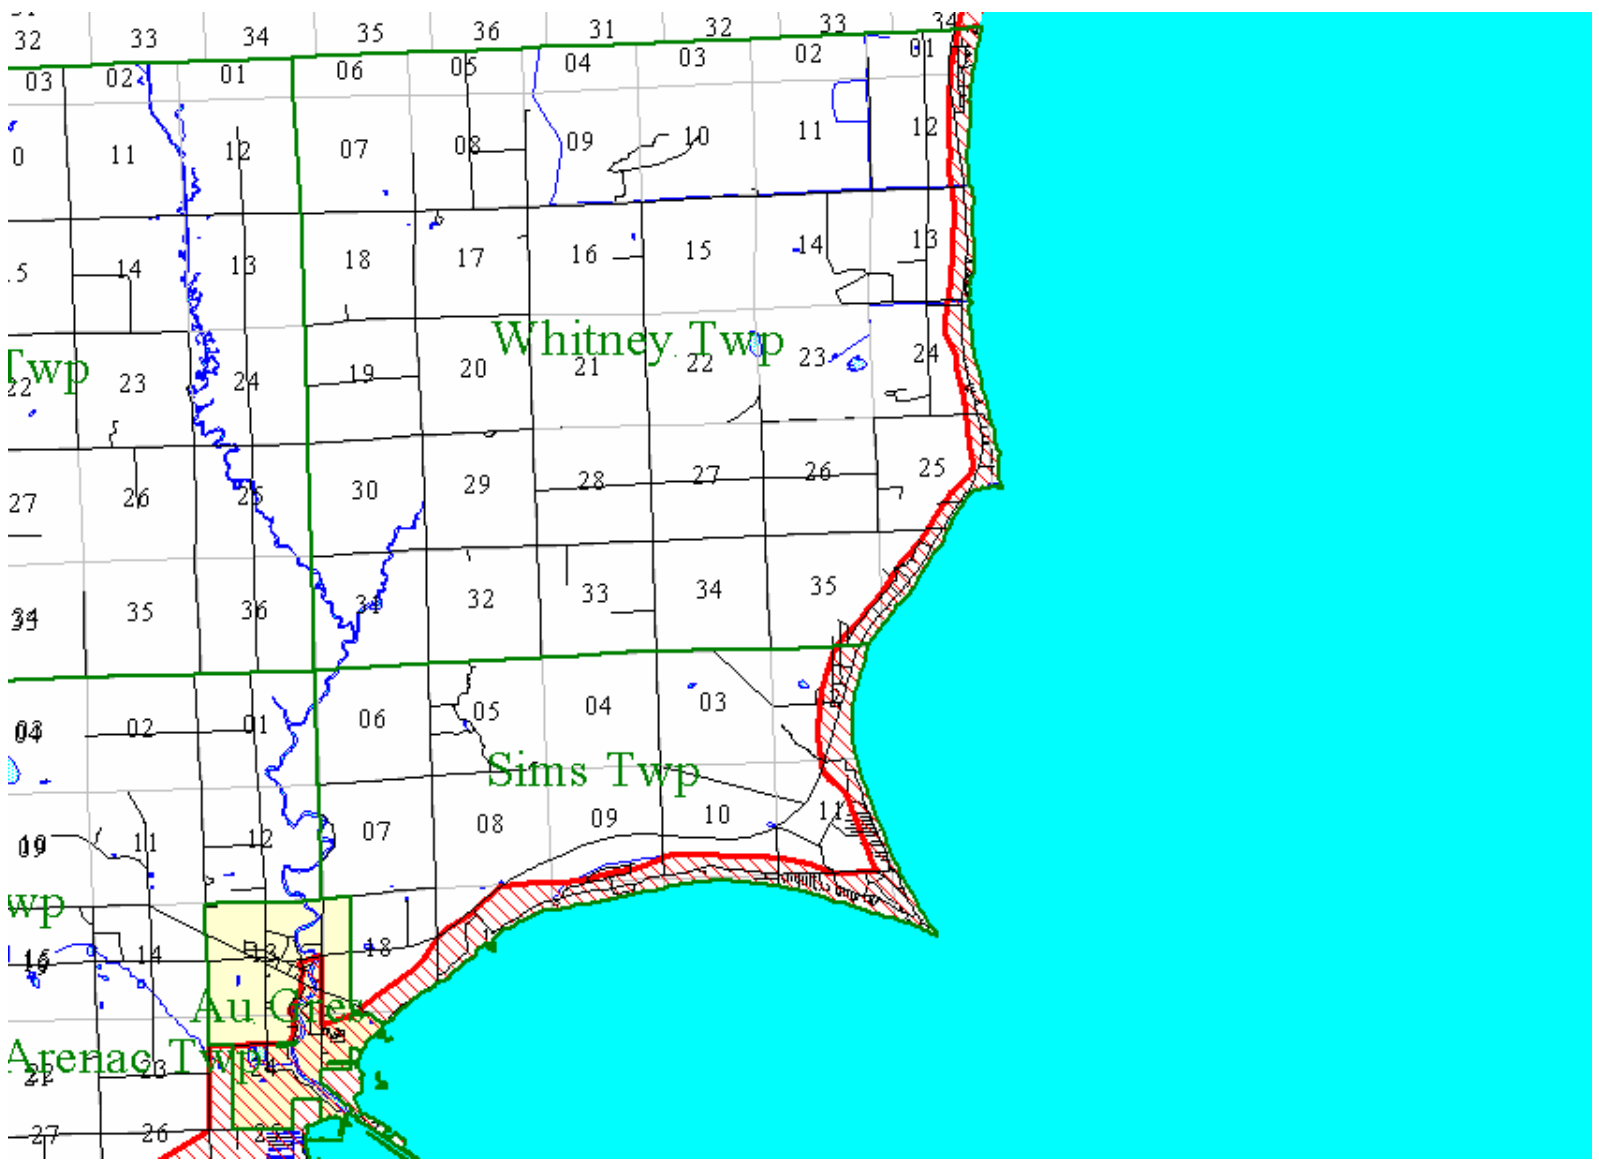 32 33 34 35 36 31 32 33 34
03 02 01 06 05 04 03 02 01
0 11 12 07 08 09 10 11 12
5 14 13 18 17 16 15 14 13
Whitney Twp
Twp
22 23 24 19 20 21 22 23 24
27 26 25 30 29 28 27 26 25
35 36 31 32 33 34 35
02 01 06 05 04 03
Sims Twp
11 12 07 08 09 10 11
wp
14 13 18
Au Gres
Arenac Twp
23 24
27 26 25